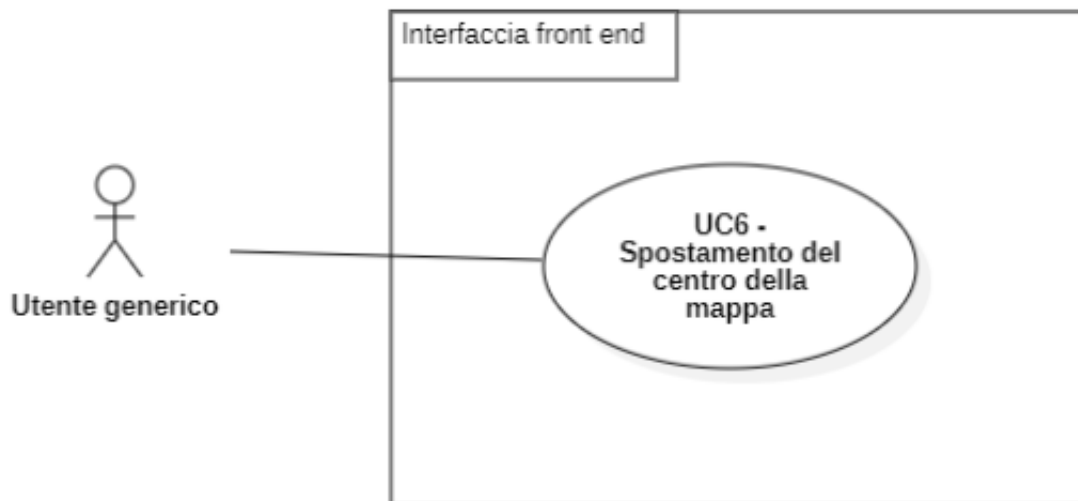 Interfaccia front end
UC6 -
Spostamento del
centro della
mappa
Utente generico